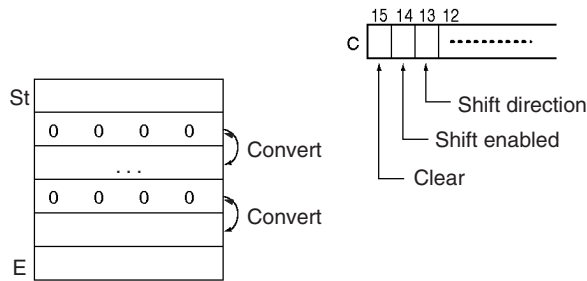 15 14 13 12
C
Shift direction
Shift enabled
Clear
St
0 0 0 0
Convert
...
0 0 0 0
Convert
E